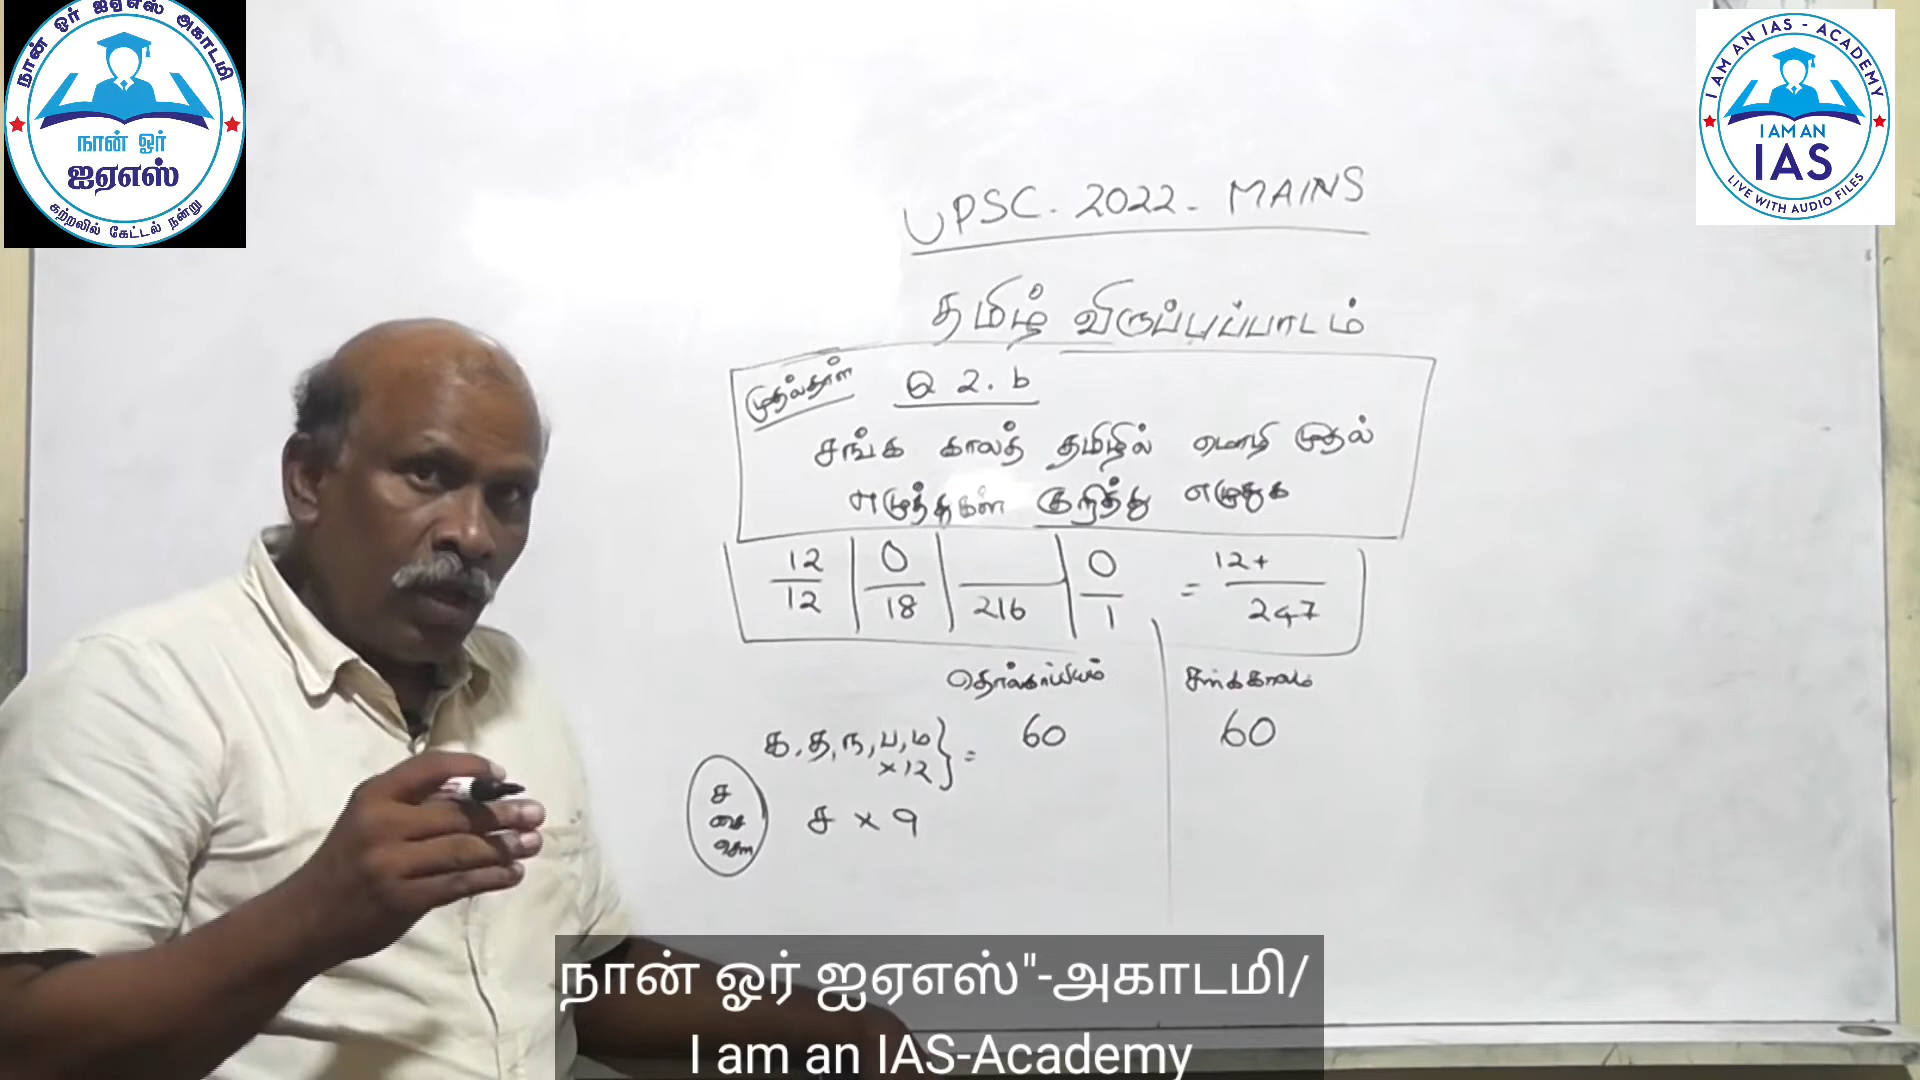 நான் ஓர் ஐஏஎஸ் அகாடமி
நான் ஓர்
ஐஏஎஸ்
கற்றலில் கேட்டல் நன்று
I AM AN IAS - ACADEMY
I AM AN
IAS
LIVE WITH AUDIO FILES
UPSC. 2022. MAINS
தமிழ் விருப்பப்பாடம்
முதல்தாள் Q 2. b
சங்க காலத் தமிழில் மொழி முதல்
எழுத்துகள் குறித்து எழுதுக
12/12 | 0/18 | /216 | 0/1 = 12+/247
தொல்காப்பியம் சங்ககாலம்
க, த, ந, ப, ம } = 60 60
×12
ச
சை
சௌ
ச × 9
நான் ஓர் ஐஏஎஸ்"-அகாடமி/
I am an IAS-Academy